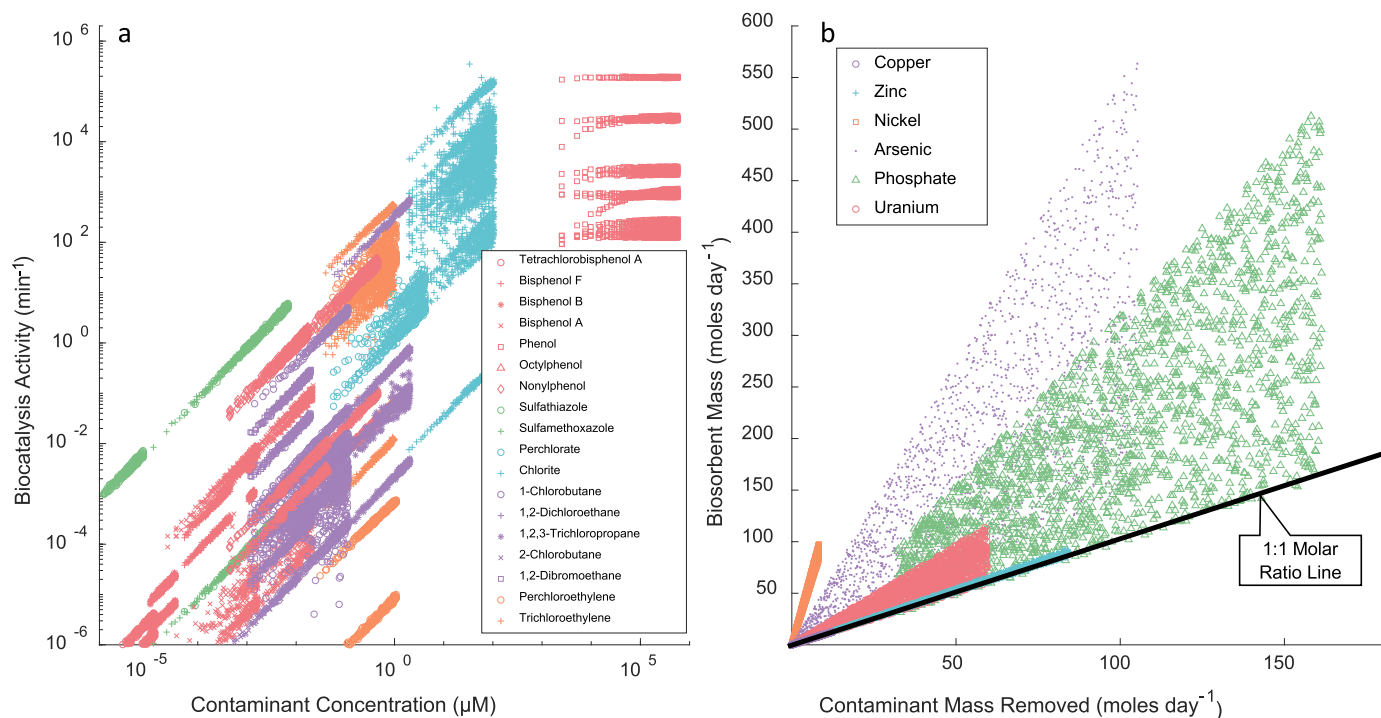 a
10 6
10 4
10 2
10 0
10 -2
10 -4
10 -6
Biocatalysis Activity (min-1)
10 -5
10 0
10 5
Contaminant Concentration (µM)
Tetrachlorobisphenol A
Bisphenol F
Bisphenol B
Bisphenol A
Phenol
Octylphenol
Nonylphenol
Sulfathiazole
Sulfamethoxazole
Perchlorate
Chlorite
1-Chlorobutane
1,2-Dichloroethane
1,2,3-Trichloropropane
2-Chlorobutane
1,2-Dibromoethane
Perchloroethylene
Trichloroethylene
b
600
550
500
450
400
350
300
250
200
150
100
50
Biosorbent Mass (moles day-1)
50
100
150
Contaminant Mass Removed (moles day-1)
Copper
Zinc
Nickel
Arsenic
Phosphate
Uranium
1:1 Molar
Ratio Line